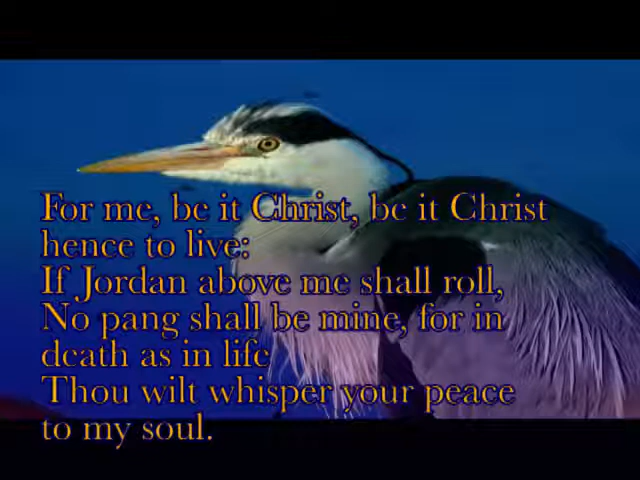 For me, be it Christ, be it Christ
hence to live:
If Jordan above me shall roll,
No pang shall be mine, for in
death as in life
Thou wilt whisper your peace
to my soul.